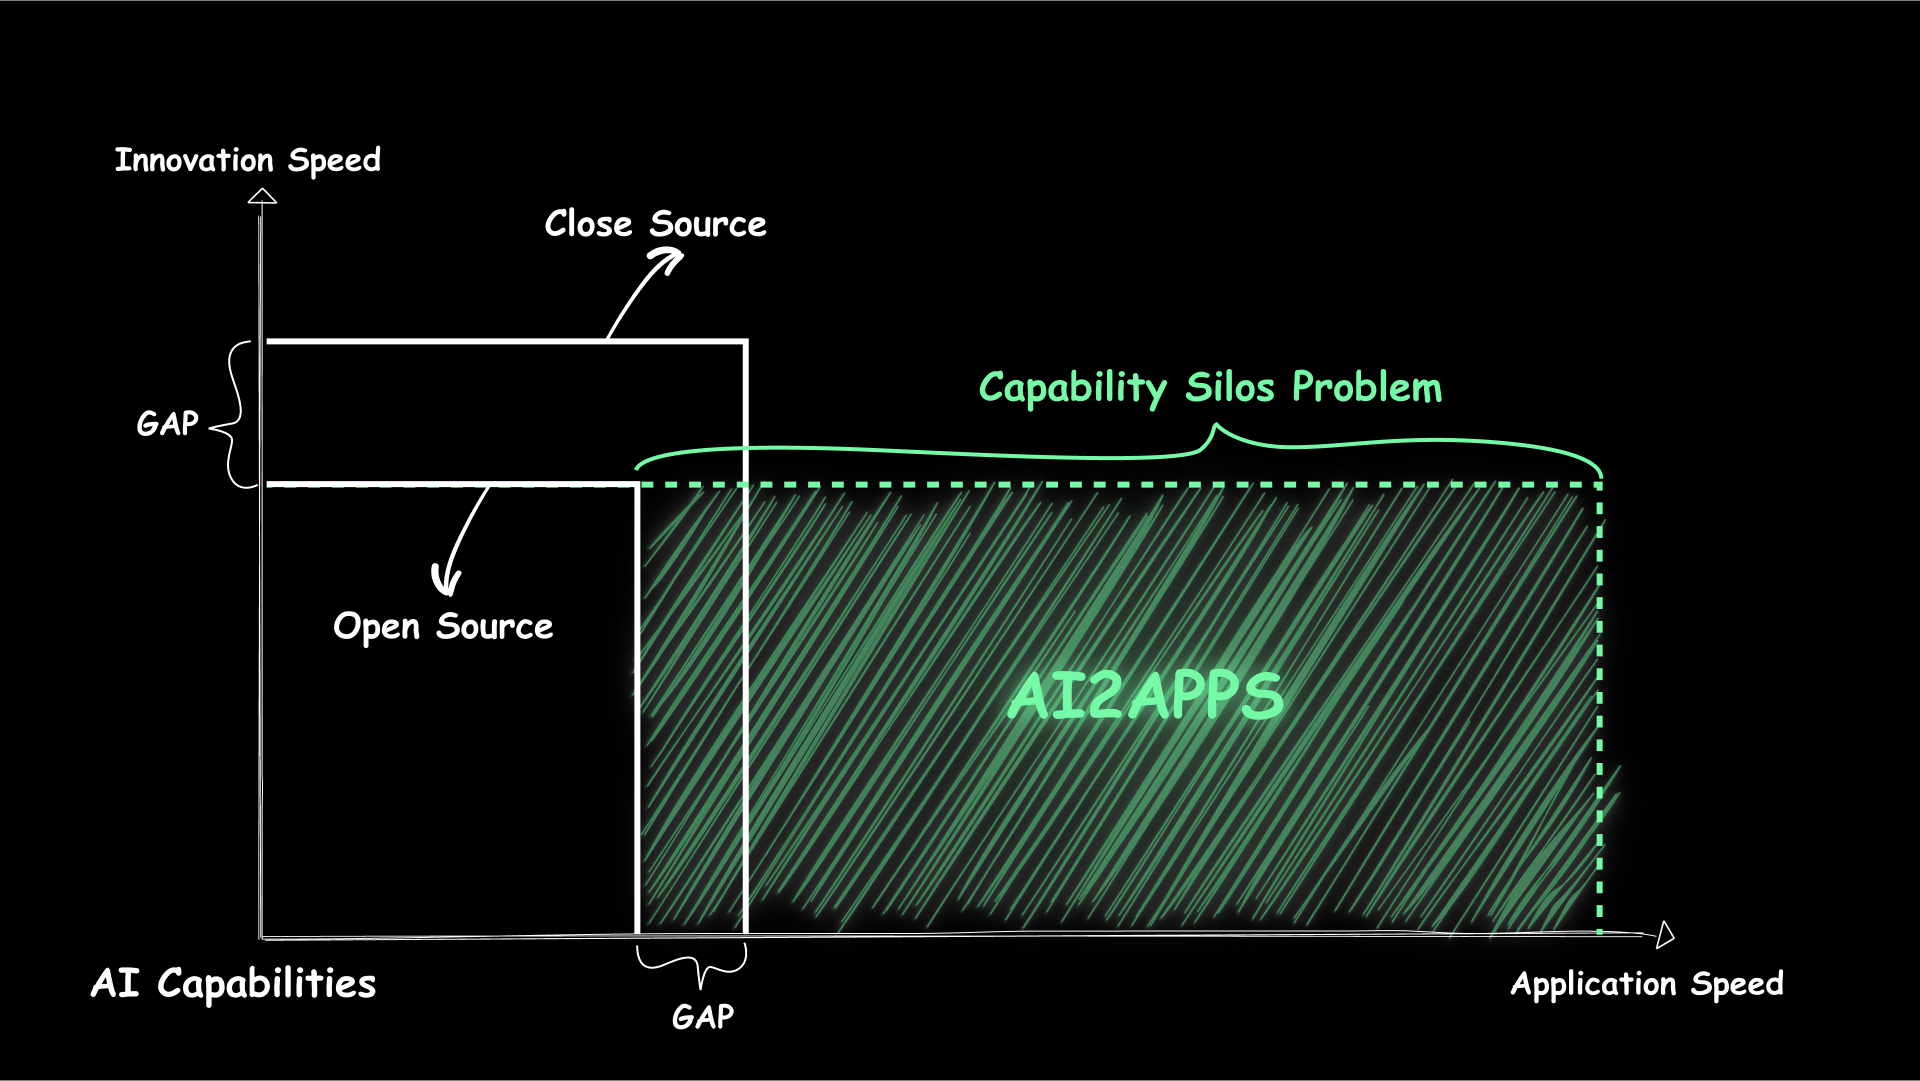 Innovation Speed
Close Source
Capability Silos Problem
GAP
Open Source
AI2APPS
AI Capabilities
Application Speed
GAP